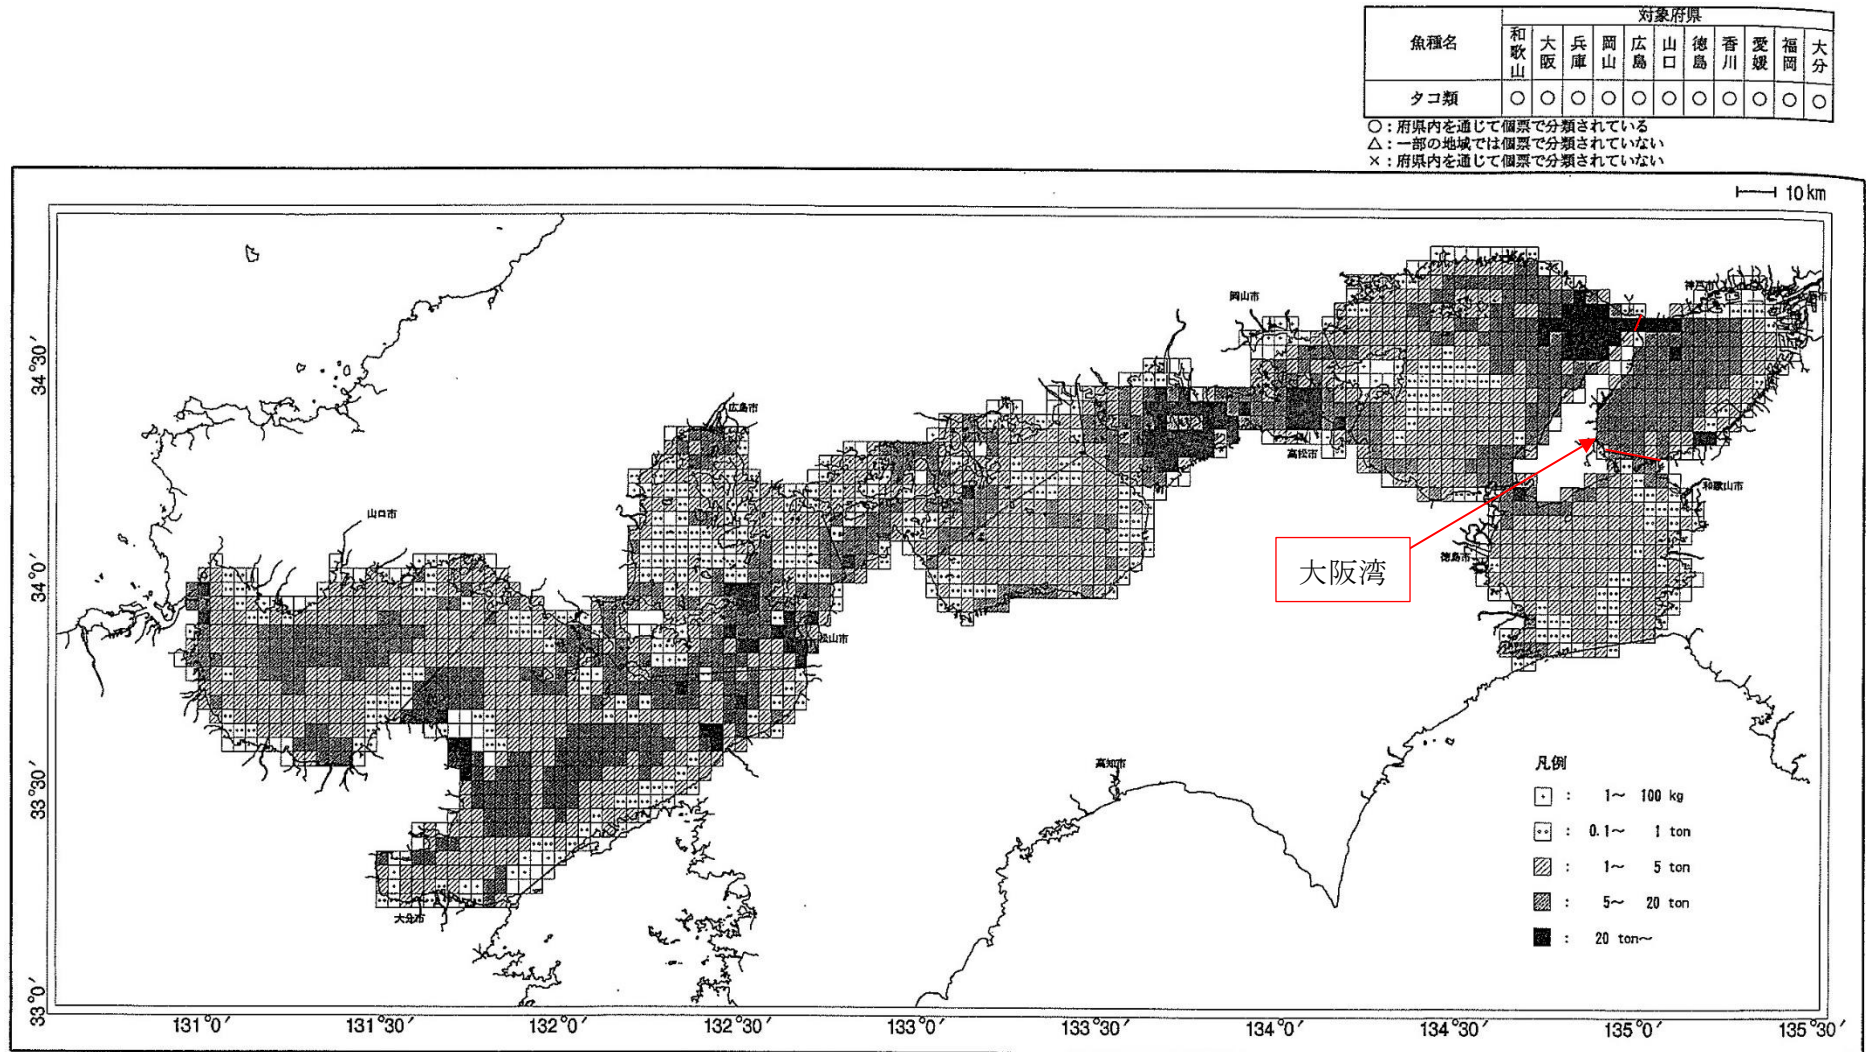 対象府県
魚種名
和歌山 大阪 兵庫 岡山 広島 山口 徳島 香川 愛媛 福岡 大分
タコ類 ○ ○ ○ ○ ○ ○ ○ ○ ○ ○ ○
○：府県内を通じて個票で分類されている
△：一部の地域では個票で分類されていない
×：府県内を通じて個票で分類されていない
10 km
神戸市
岡山市
広島市
高松市
和歌山市
山口市
徳島市
大阪湾
松山市
高知市
大分市
34°30′
34°0′
33°30′
33°0′
凡例
: 1～ 100 kg
: 0.1～ 1 ton
: 1～ 5 ton
: 5～ 20 ton
: 20 ton～
131°0′ 131°30′ 132°0′ 132°30′ 133°0′ 133°30′ 134°0′ 134°30′ 135°0′ 135°30′